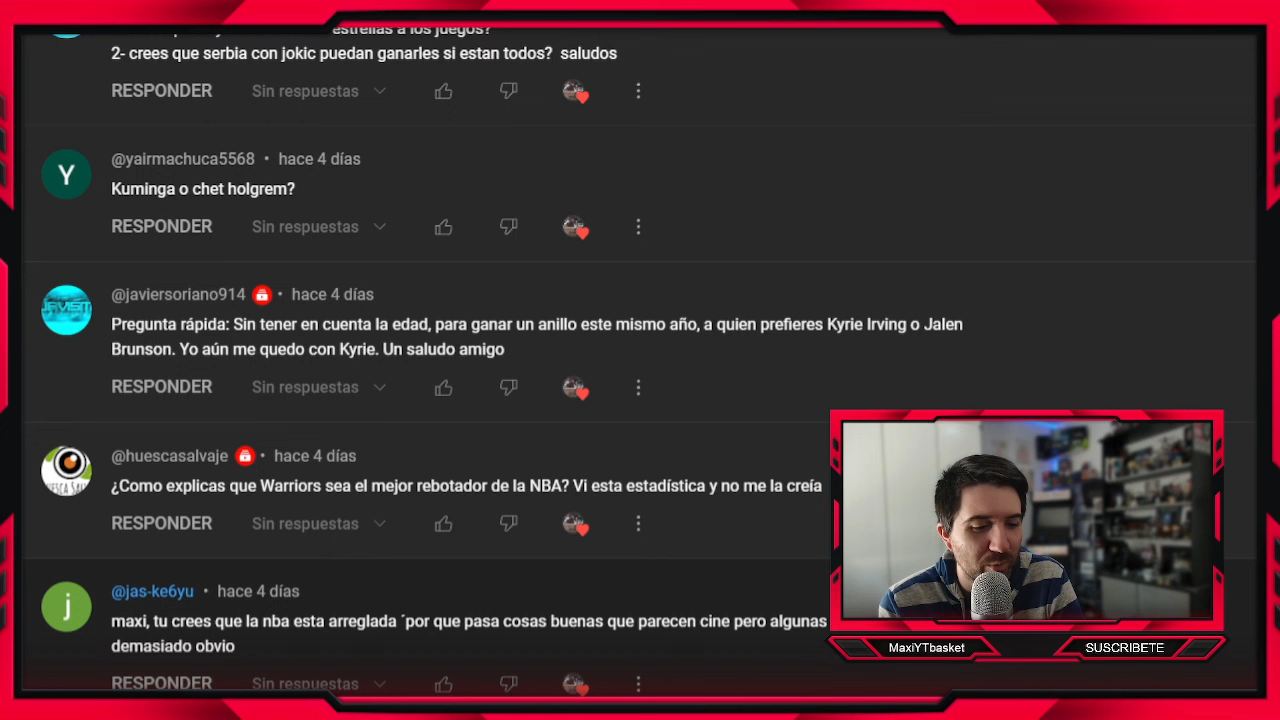 estrellas a los juegos?
2- crees que serbia con jokic puedan ganarles si estan todos? saludos
RESPONDER Sin respuestas
Y
@yairmachuca5568 • hace 4 días
Kuminga o chet holgrem?
RESPONDER Sin respuestas
@javiersoriano914 • hace 4 días
Pregunta rápida: Sin tener en cuenta la edad, para ganar un anillo este mismo año, a quien prefieres Kyrie Irving o Jalen
Brunson. Yo aún me quedo con Kyrie. Un saludo amigo
RESPONDER Sin respuestas
@huescasalvaje • hace 4 días
¿Como explicas que Warriors sea el mejor rebotador de la NBA? Vi esta estadística y no me la creía
RESPONDER Sin respuestas
j
@jas-ke6yu • hace 4 días
maxi, tu crees que la nba esta arreglada ´por que pasa cosas buenas que parecen cine pero algunas
demasiado obvio
RESPONDER Sin respuestas
MaxiYTbasket
SUSCRIBETE